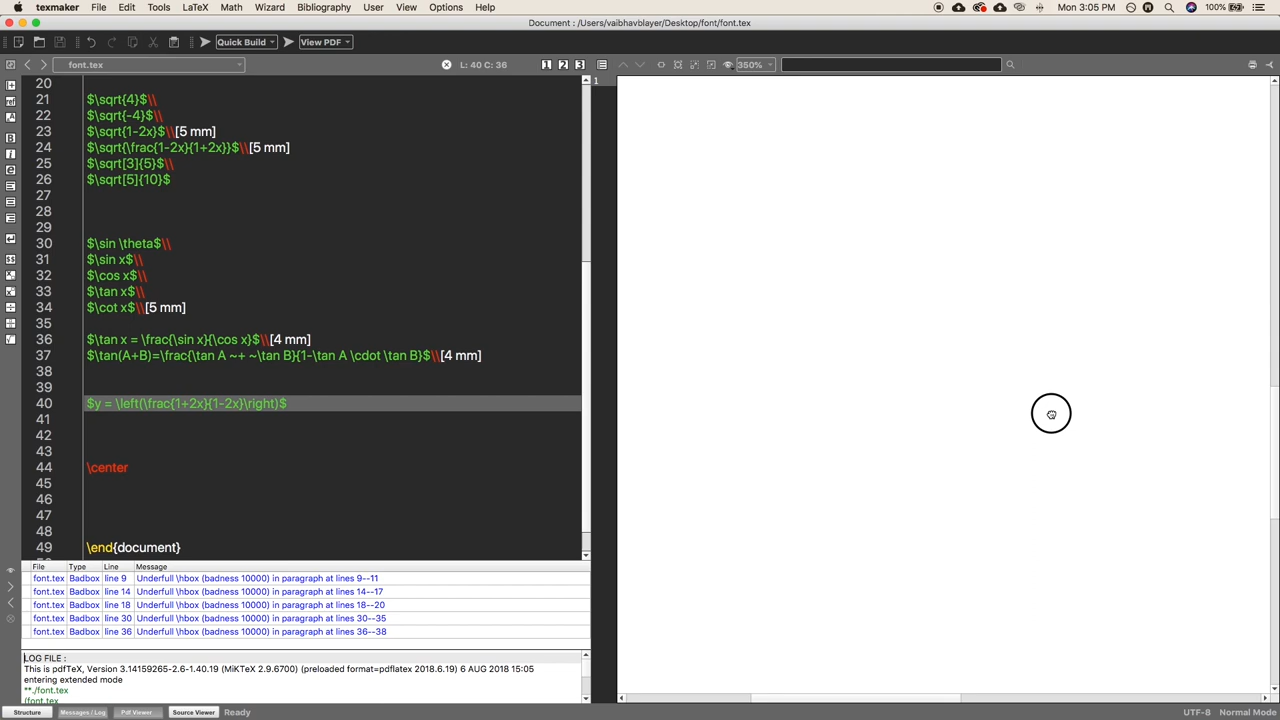 texmaker File Edit Tools LaTeX Math Wizard Bibliography User View Options Help 100% Mon 3:05 PM
Document : /Users/vaibhavblayer/Desktop/font/font.tex
Quick Build View PDF
font.tex L: 40 C: 36 1 2 3 350%
1
20
21 $\sqrt{4}$\\
22 $\sqrt{-4}$\\
23 $\sqrt{1-2x}$\\[5 mm]
24 $\sqrt{\frac{1-2x}{1+2x}}$\\[5 mm]
25 $\sqrt[3]{5}$\\
26 $\sqrt[5]{10}$
27
28
29
30 $\sin \theta$\\
31 $\sin x$\\
32 $\cos x$\\
33 $\tan x$\\
34 $\cot x$\\[5 mm]
35
36 $\tan x = \frac{\sin x}{\cos x}$\\[4 mm]
37 $\tan(A+B)=\frac{\tan A ~+ ~\tan B}{1-\tan A \cdot \tan B}$\\[4 mm]
38
39
40 $y = \left(\frac{1+2x}{1-2x}\right)$
41
42
43
44 \center
45
46
47
48
49 \end{document}
File Type Line Message
font.tex Badbox line 9 Underfull \hbox (badness 10000) in paragraph at lines 9--11
font.tex Badbox line 14 Underfull \hbox (badness 10000) in paragraph at lines 14--17
font.tex Badbox line 18 Underfull \hbox (badness 10000) in paragraph at lines 18--20
font.tex Badbox line 30 Underfull \hbox (badness 10000) in paragraph at lines 30--35
font.tex Badbox line 36 Underfull \hbox (badness 10000) in paragraph at lines 36--38
LOG FILE :
This is pdfTeX, Version 3.14159265-2.6-1.40.19 (MiKTeX 2.9.6700) (preloaded format=pdflatex 2018.6.19) 6 AUG 2018 15:05
entering extended mode
**./font.tex
(font.tex
Structure Messages / Log Pdf Viewer Source Viewer Ready UTF-8 Normal Mode